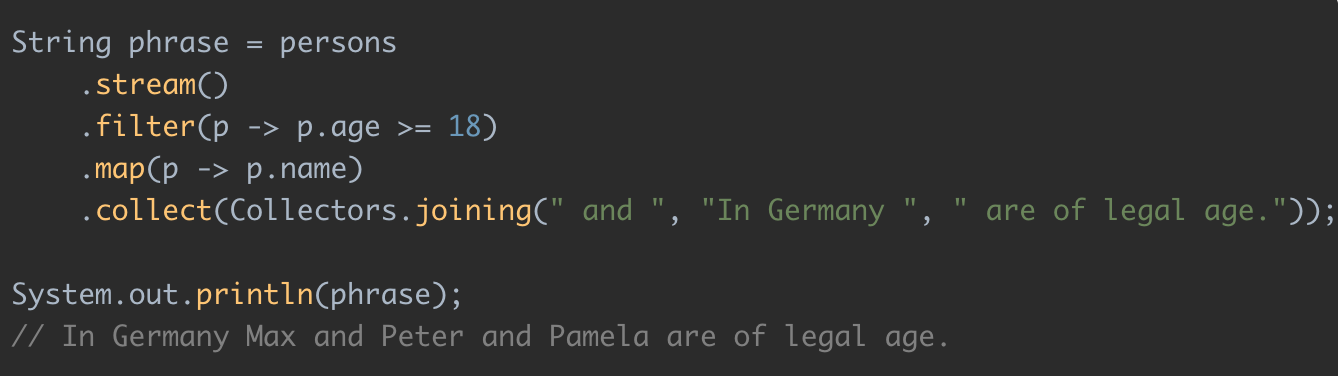 String phrase = persons
    .stream()
    .filter(p -> p.age >= 18)
    .map(p -> p.name)
    .collect(Collectors.joining(" and ", "In Germany ", " are of legal age."));

System.out.println(phrase);
// In Germany Max and Peter and Pamela are of legal age.